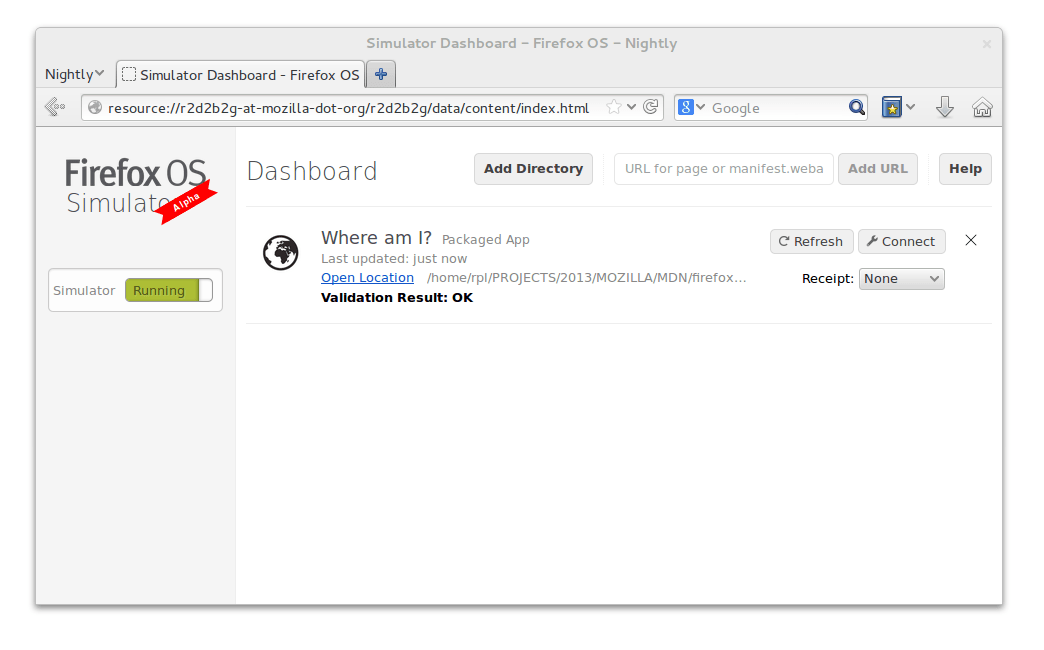 Simulator Dashboard - Firefox OS - Nightly
Nightly
Simulator Dashboard - Firefox OS
resource://r2d2b2g-at-mozilla-dot-org/r2d2b2g/data/content/index.html
Google
Firefox OS
Simulato
Alpha
Simulator Running
Dashboard
Add Directory
URL for page or manifest.weba
Add URL
Help
Where am I? Packaged App
Last updated: just now
Open Location /home/rpl/PROJECTS/2013/MOZILLA/MDN/firefox...
Validation Result: OK
Refresh
Connect
Receipt: None